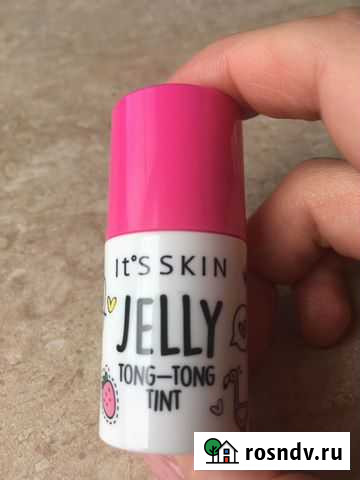 It'S SKIN
JELLY
TONG-TONG
TINT
rosndv.ru